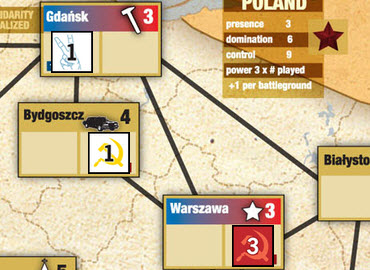 IDARITY
IALIZED
POLAND
Gdańsk 3
1
presence 3
domination 6
control 9
power 3 x # played
+1 per battleground
Bydgoszcz 4
1
Białysto
Warszawa 3
3
5